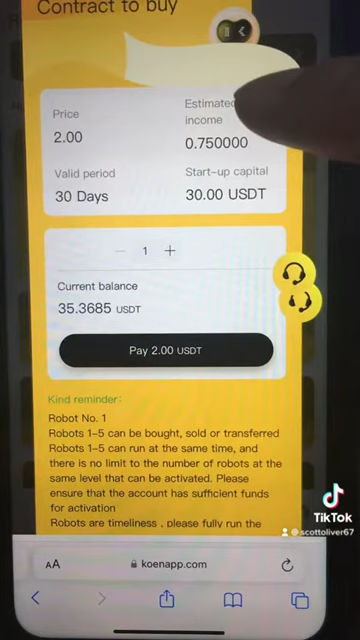 Contract to buy
Price
2.00
Estimated
income
0.750000
Valid period
30 Days
Start-up capital
30.00 USDT
1
Current balance
35.3685 USDT
Pay 2.00 USDT
Kind reminder:
Robot No. 1
Robots 1-5 can be bought, sold or transferred
Robots 1-5 can run at the same time, and
there is no limit to the number of robots at the
same level that can be activated. Please
ensure that the account has sufficient funds
for activation
Robots are timeliness , please fully run the
TikTok
@scottoliver67
AA
koenapp.com